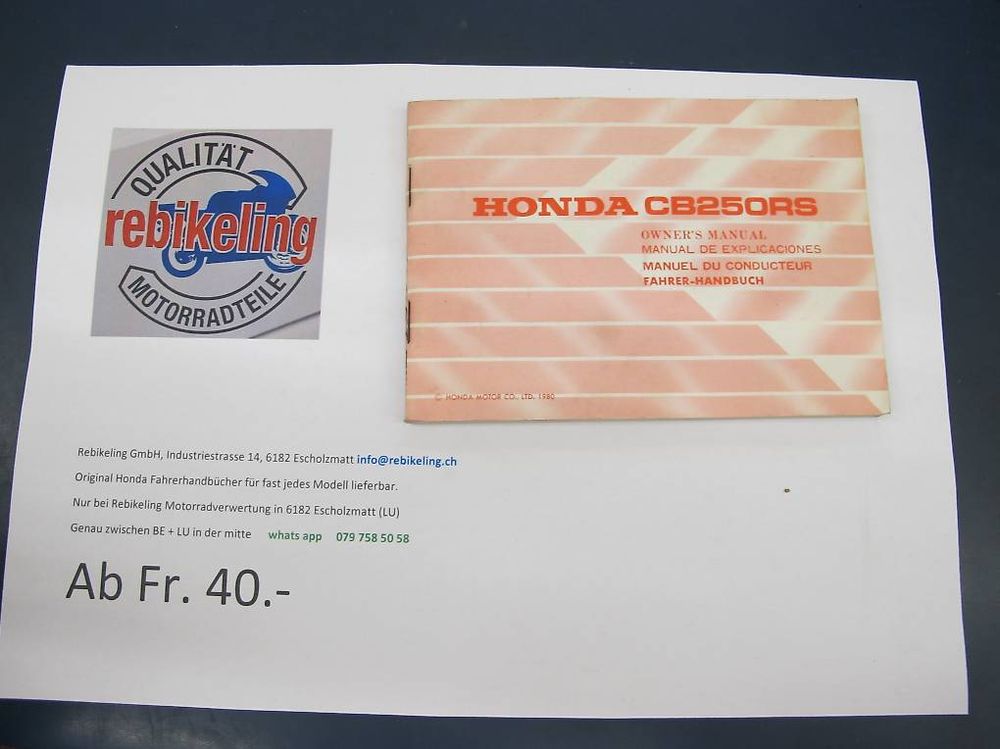 QUALITÄT
rebikeling
MOTORRADTEILE
HONDA CB250RS
OWNER'S MANUAL
MANUAL DE EXPLICACIONES
MANUEL DU CONDUCTEUR
FAHRER-HANDBUCH
© HONDA MOTOR CO., LTD. 1980
Rebikeling GmbH, Industriestrasse 14, 6182 Escholzmatt info@rebikeling.ch
Original Honda Fahrerhandbücher für fast jedes Modell lieferbar.
Nur bei Rebikeling Motorradverwertung in 6182 Escholzmatt (LU)
Genau zwischen BE + LU in der mitte whats app 079 758 50 58
Ab Fr. 40.-